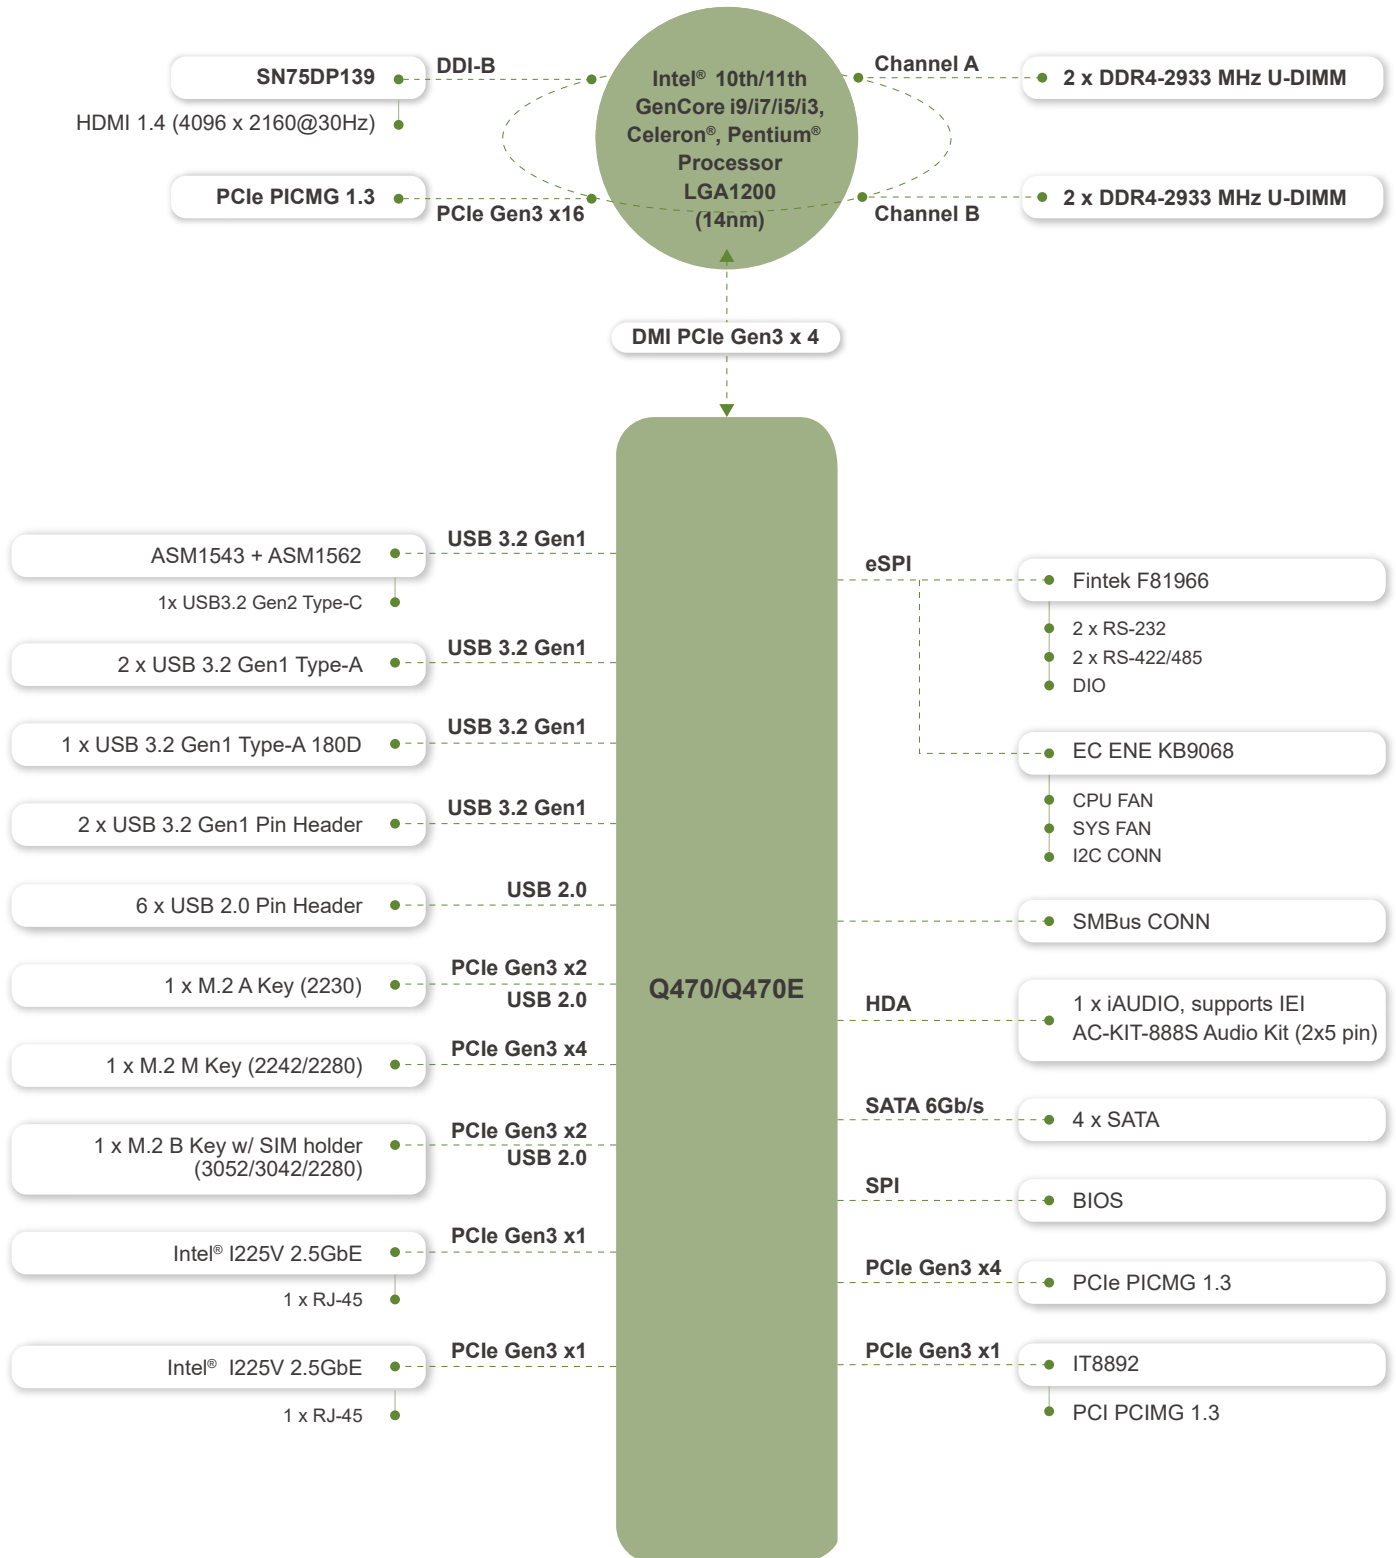 SN75DP139
DDI-B
HDMI 1.4 (4096 x 2160@30Hz)
PCIe PICMG 1.3
PCIe Gen3 x16
Intel® 10th/11th
GenCore i9/i7/i5/i3,
Celeron®, Pentium®
Processor
LGA1200
(14nm)
Channel A
2 x DDR4-2933 MHz U-DIMM
Channel B
2 x DDR4-2933 MHz U-DIMM
DMI PCIe Gen3 x 4
Q470/Q470E
USB 3.2 Gen1
ASM1543 + ASM1562
1x USB3.2 Gen2 Type-C
USB 3.2 Gen1
2 x USB 3.2 Gen1 Type-A
USB 3.2 Gen1
1 x USB 3.2 Gen1 Type-A 180D
USB 3.2 Gen1
2 x USB 3.2 Gen1 Pin Header
USB 2.0
6 x USB 2.0 Pin Header
PCIe Gen3 x2
USB 2.0
1 x M.2 A Key (2230)
PCIe Gen3 x4
1 x M.2 M Key (2242/2280)
PCIe Gen3 x2
USB 2.0
1 x M.2 B Key w/ SIM holder
(3052/3042/2280)
PCIe Gen3 x1
Intel® I225V 2.5GbE
1 x RJ-45
PCIe Gen3 x1
Intel® I225V 2.5GbE
1 x RJ-45
eSPI
Fintek F81966
2 x RS-232
2 x RS-422/485
DIO
EC ENE KB9068
CPU FAN
SYS FAN
I2C CONN
SMBus CONN
HDA
1 x iAUDIO, supports IEI
AC-KIT-888S Audio Kit (2x5 pin)
SATA 6Gb/s
4 x SATA
SPI
BIOS
PCIe Gen3 x4
PCIe PICMG 1.3
PCIe Gen3 x1
IT8892
PCI PCIMG 1.3